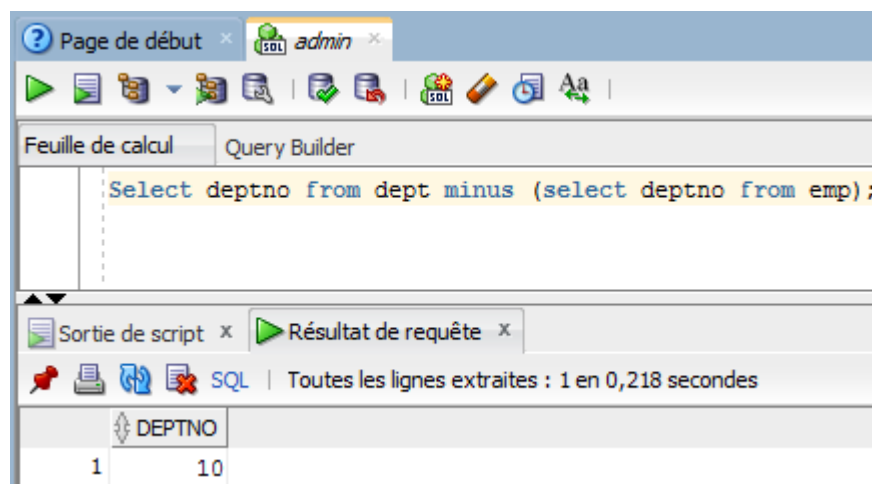 Page de début admin
Feuille de calcul Query Builder
Select deptno from dept minus (select deptno from emp);
Sortie de script Résultat de requête
SQL | Toutes les lignes extraites : 1 en 0,218 secondes
DEPTNO
1 10